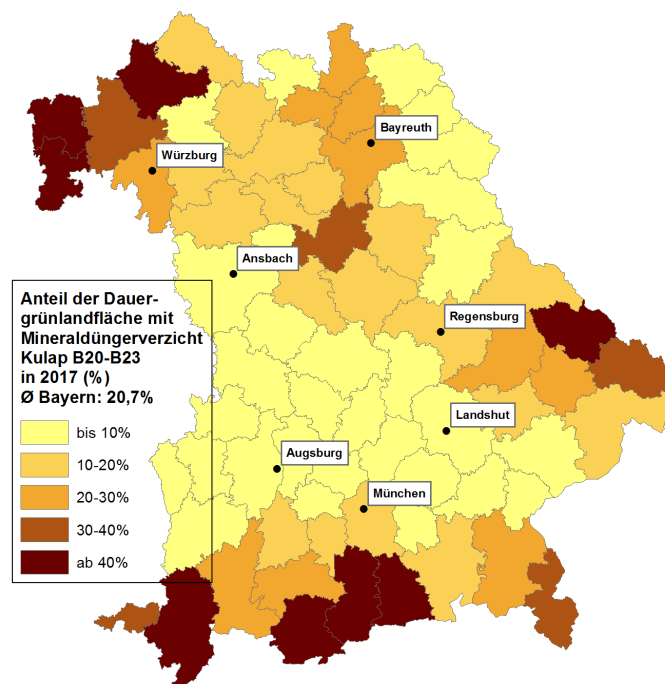 Bayreuth
Würzburg
Ansbach
Anteil der Dauer-
grünlandfläche mit
Mineraldüngerverzicht
Kulap B20-B23
in 2017 (%)
Ø Bayern: 20,7%
bis 10%
10-20%
20-30%
30-40%
ab 40%
Regensburg
Landshut
Augsburg
München